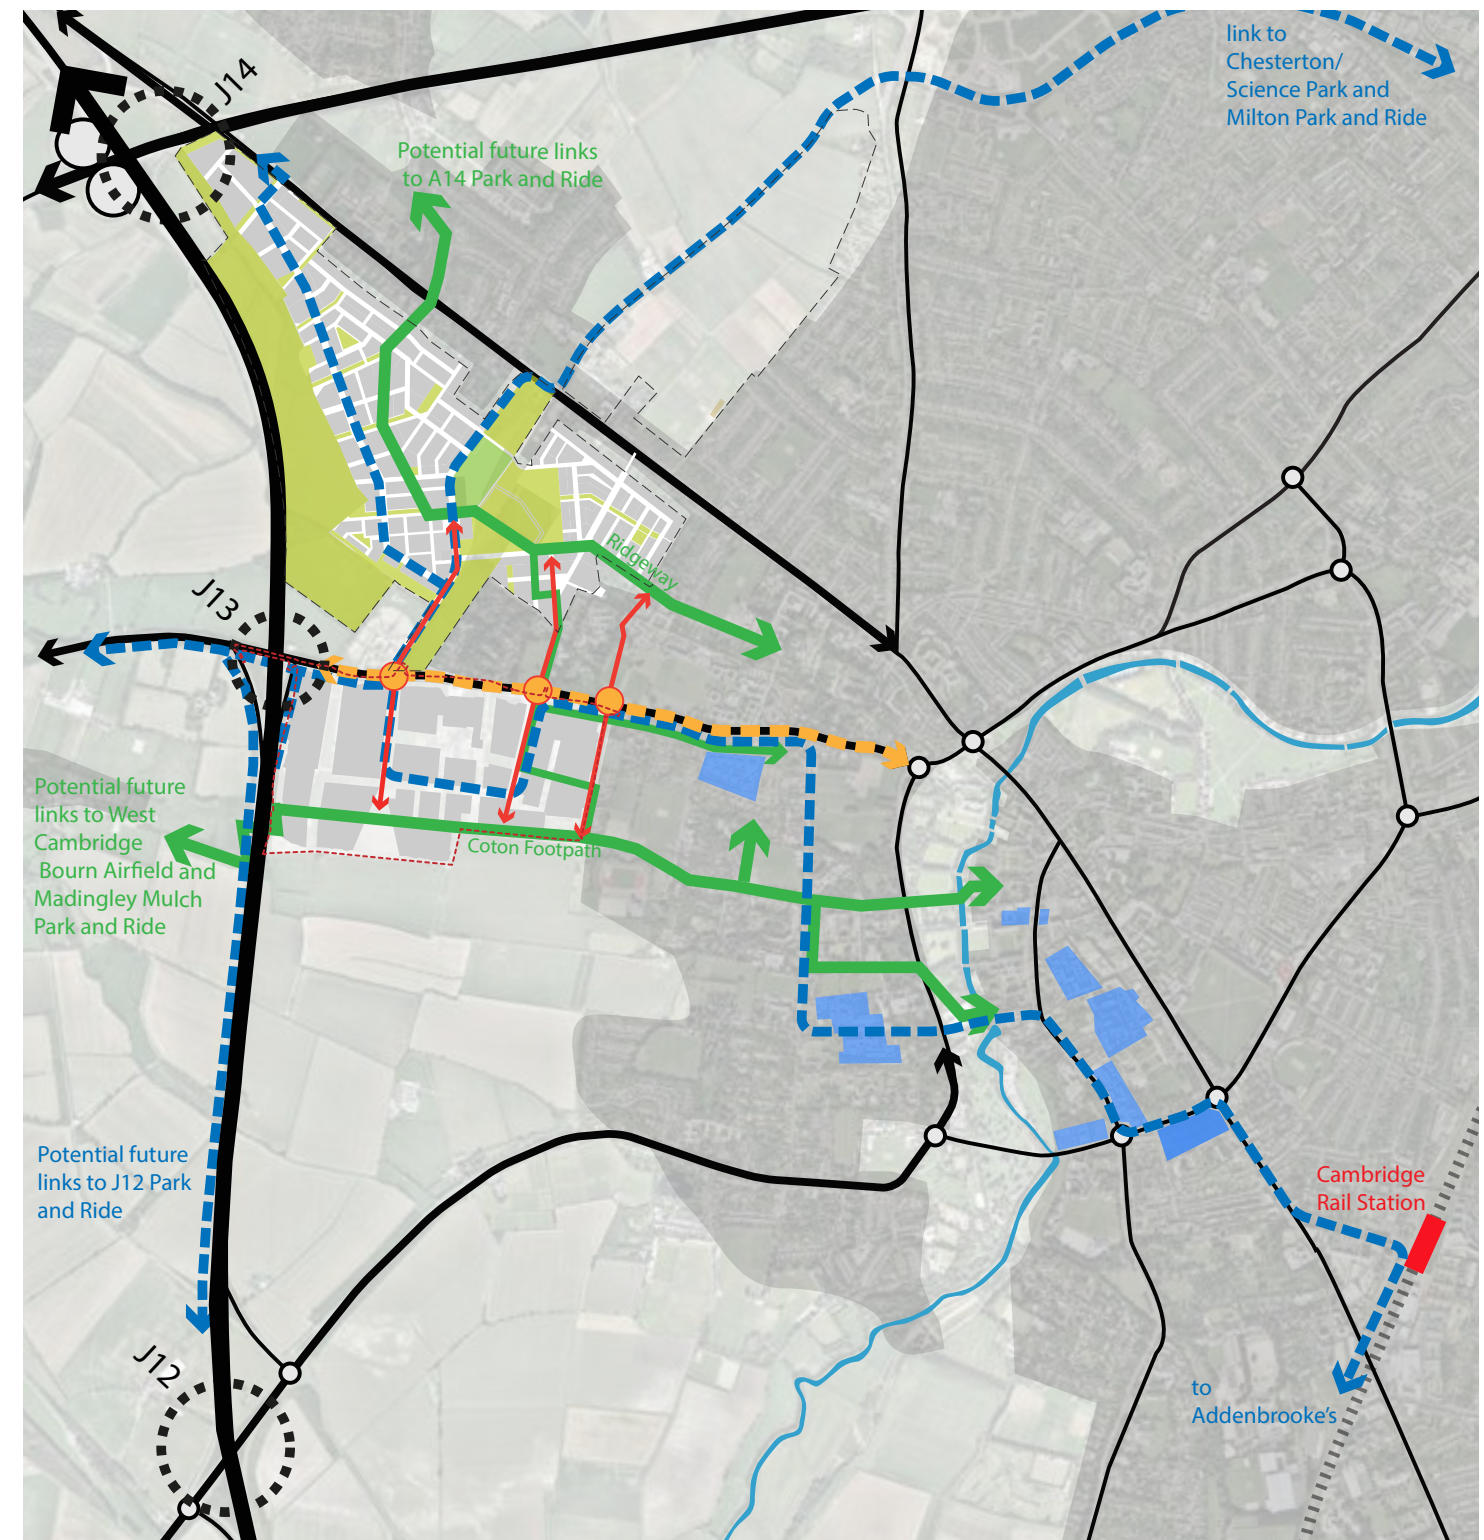 link to
Chesterton/
Science Park and
Milton Park and Ride
J14
Potential future links
to A14 Park and Ride
Ridgeway
J13
Potential future
links to West
Cambridge
Bourn Airfield and
Madingley Mulch
Park and Ride
Coton Footpath
Potential future
links to J12 Park
and Ride
Cambridge
Rail Station
J12
to
Addenbrooke's